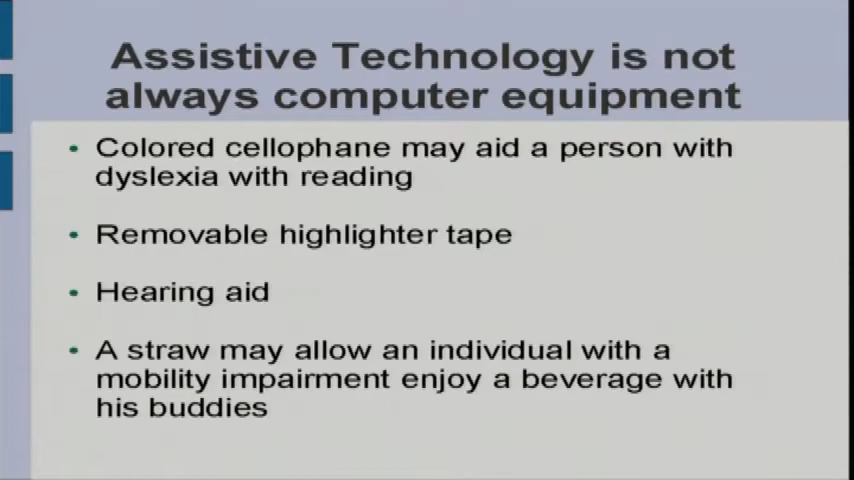 Assistive Technology is not
always computer equipment
• Colored cellophane may aid a person with
dyslexia with reading
• Removable highlighter tape
• Hearing aid
• A straw may allow an individual with a
mobility impairment enjoy a beverage with
his buddies